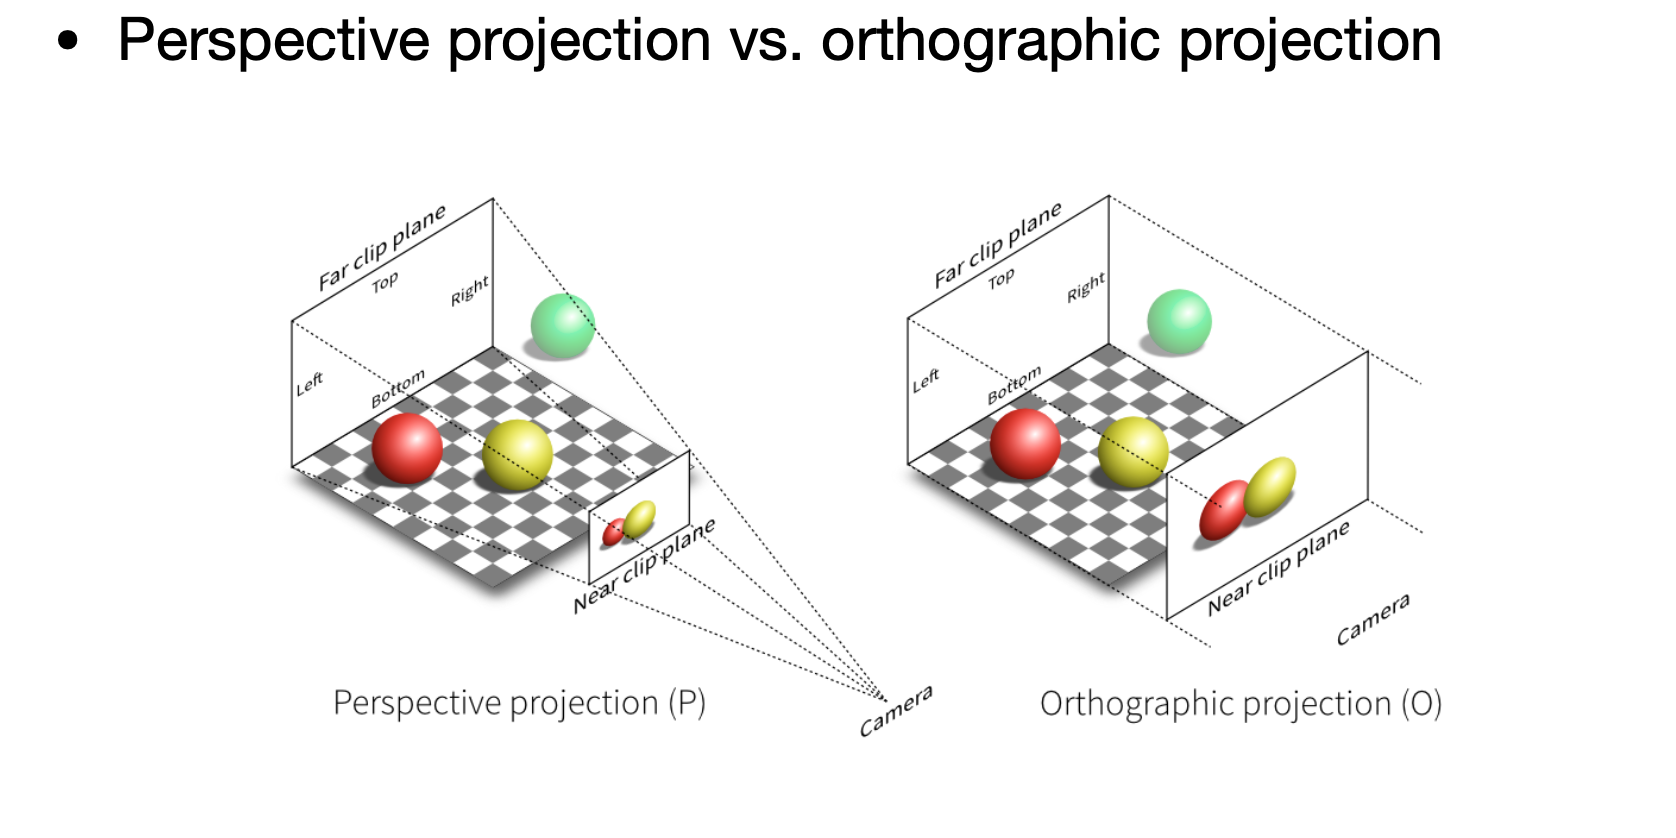 • Perspective projection vs. orthographic projection
Far clip plane
Top
Right
Left
Bottom
Near clip plane
Camera
Perspective projection (P)
Far clip plane
Top
Right
Left
Bottom
Near clip plane
Camera
Orthographic projection (O)